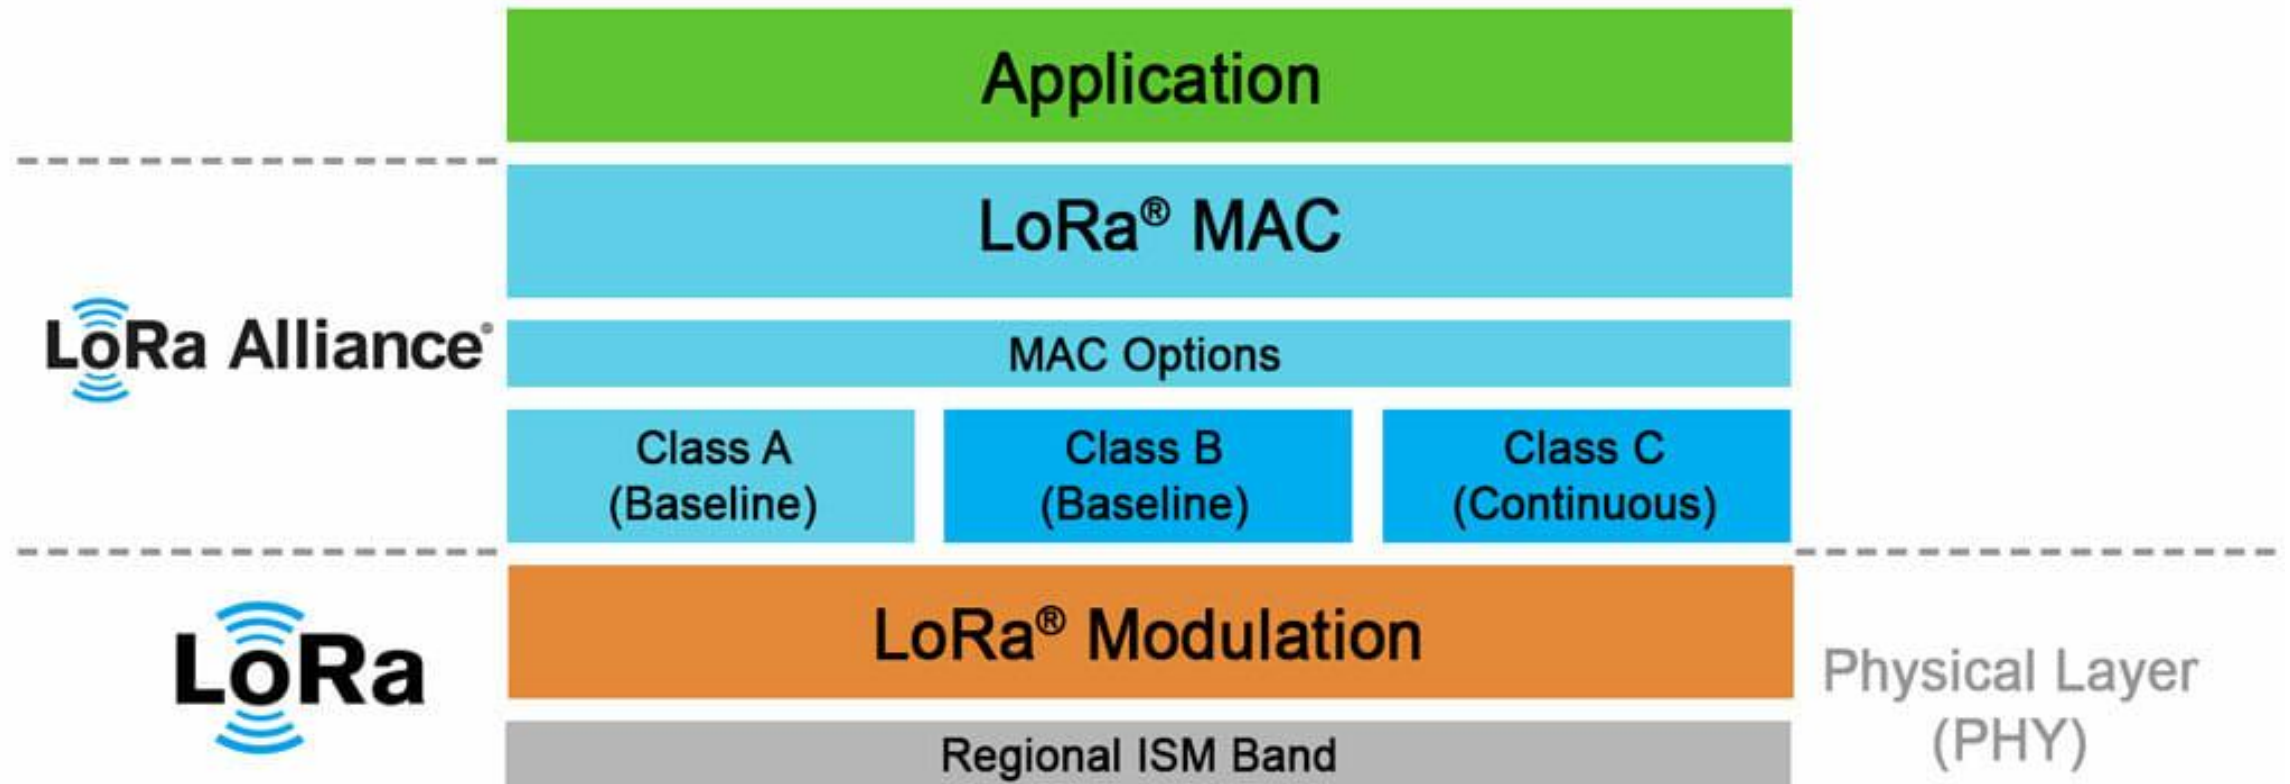 Application
LoRa® MAC
LoRa Alliance®
MAC Options
Class A
(Baseline)
Class B
(Baseline)
Class C
(Continuous)
LoRa
LoRa® Modulation
Physical Layer
(PHY)
Regional ISM Band